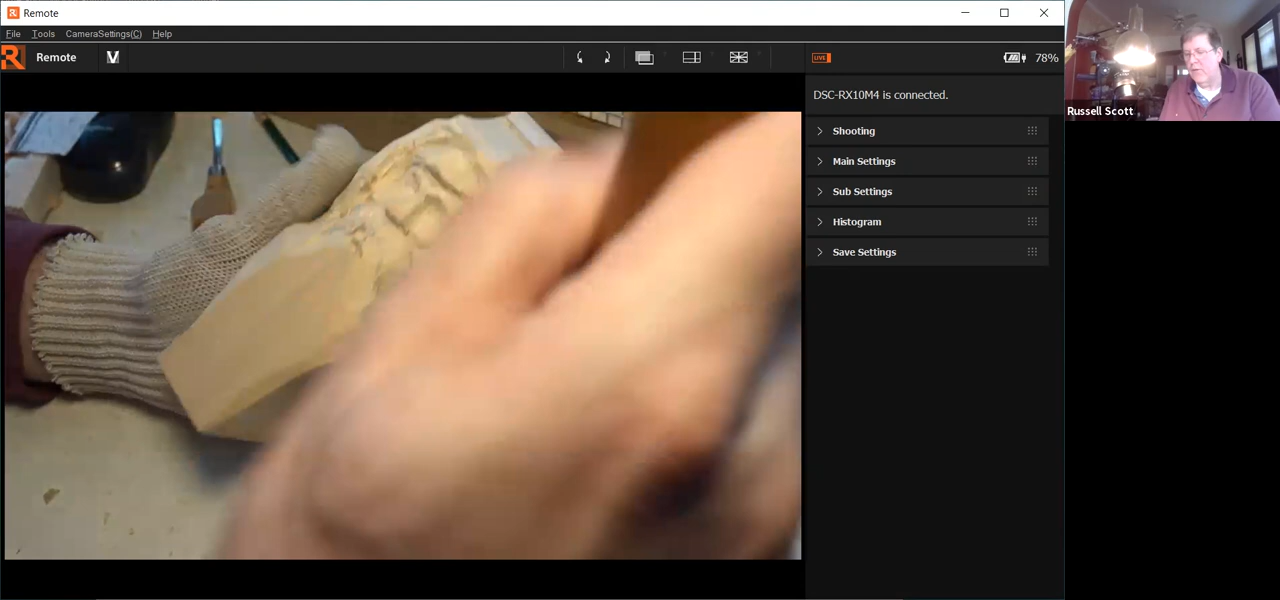 Remote
File Tools CameraSettings(C) Help
Remote
LIVE 78%
DSC-RX10M4 is connected.
Shooting
Main Settings
Sub Settings
Histogram
Save Settings
Russell Scott